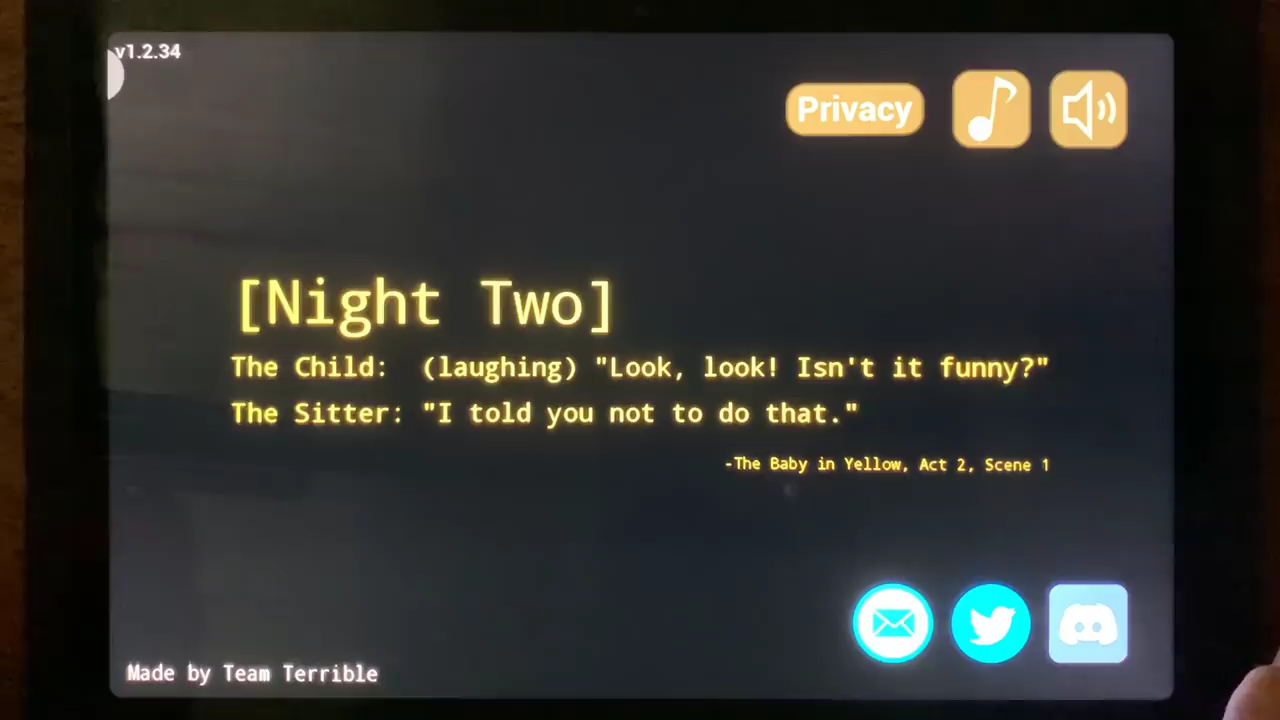 v1.2.34
Privacy
[Night Two]
The Child:  (laughing) "Look, look! Isn't it funny?"
The Sitter: "I told you not to do that."
-The Baby in Yellow, Act 2, Scene 1
Made by Team Terrible